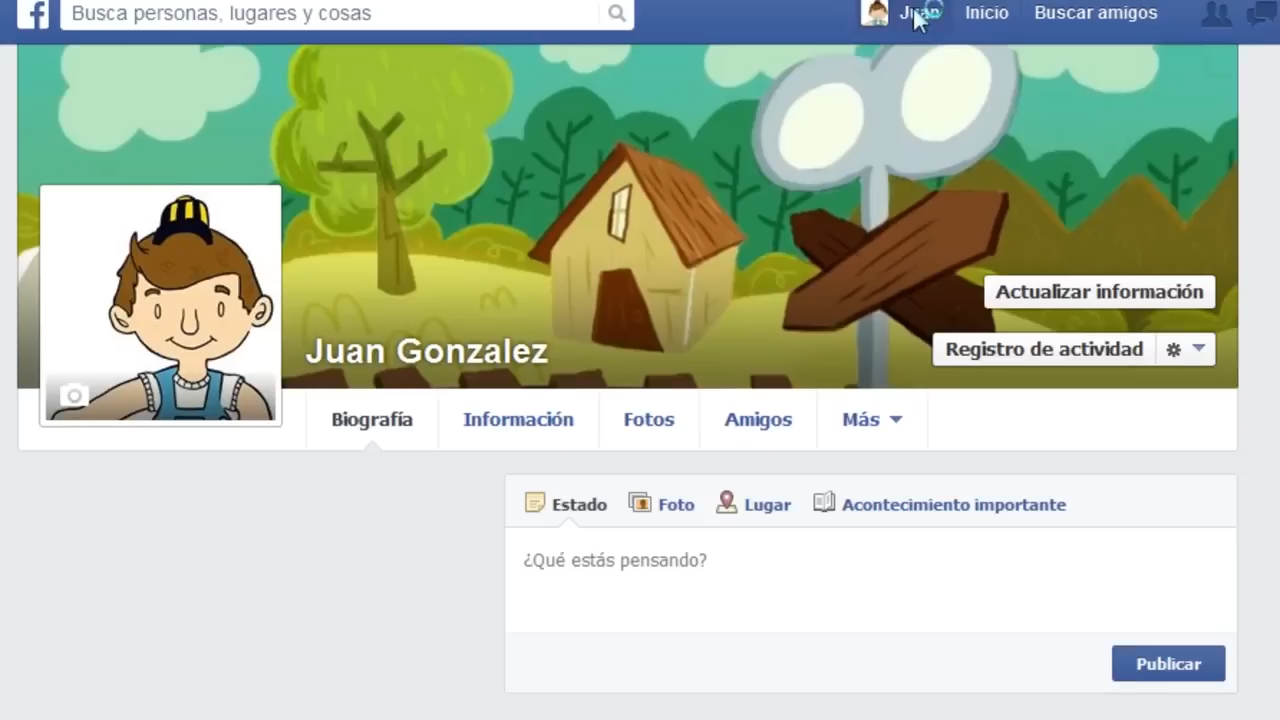 f
Busca personas, lugares y cosas
Juan
Inicio
Buscar amigos
Actualizar información
Registro de actividad
Juan Gonzalez
Biografía
Información
Fotos
Amigos
Más
Estado
Foto
Lugar
Acontecimiento importante
¿Qué estás pensando?
Publicar